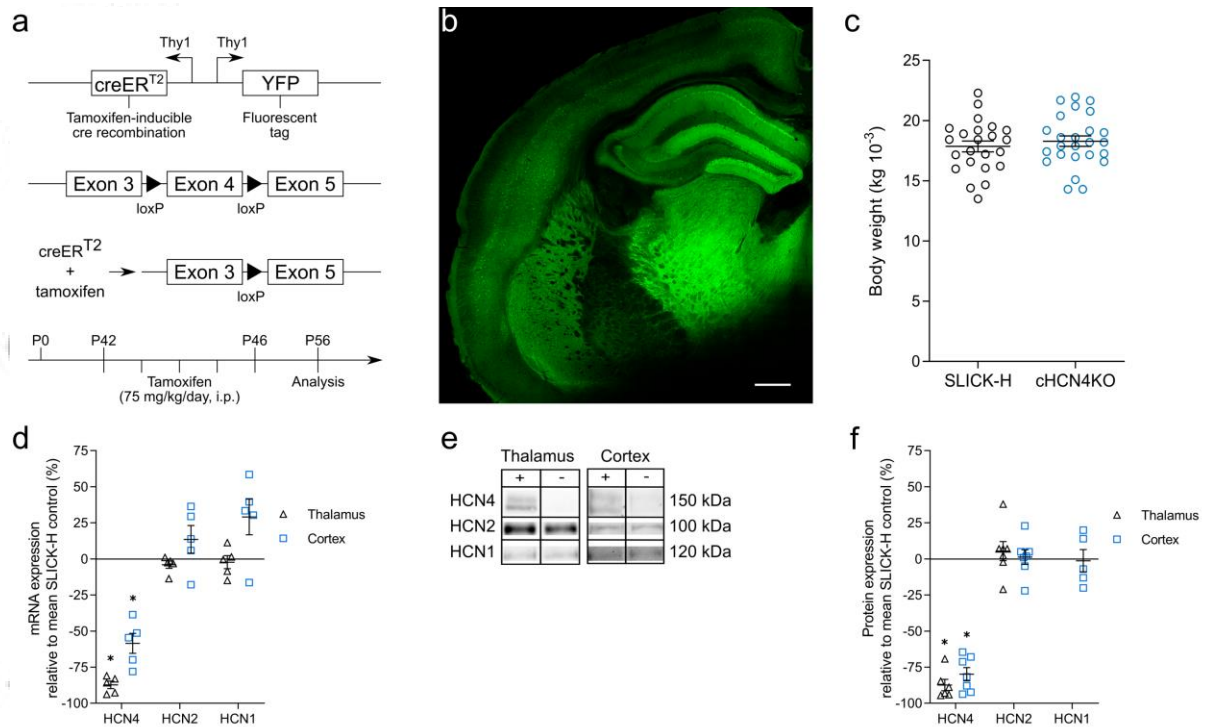 a
Thy1 Thy1
creER^T2 YFP
Tamoxifen-inducible
cre recombination
Fluorescent
tag
Exon 3 Exon 4 Exon 5
loxP loxP
creER^T2
+
tamoxifen
Exon 3 Exon 5
loxP
P0 P42 P46 P56
Tamoxifen
(75 mg/kg/day, i.p.)
Analysis
b
c
Body weight (kg 10^-3)
25
20
15
10
5
0
SLICK-H cHCN4KO
d
mRNA expression
relative to mean SLICK-H control (%)
75
50
25
0
-25
-50
-75
-100
* *
HCN4 HCN2 HCN1
Thalamus
Cortex
e
Thalamus Cortex
+ - + -
HCN4 150 kDa
HCN2 100 kDa
HCN1 120 kDa
f
Protein expression
relative to mean SLICK-H control (%)
75
50
25
0
-25
-50
-75
-100
* *
HCN4 HCN2 HCN1
Thalamus
Cortex